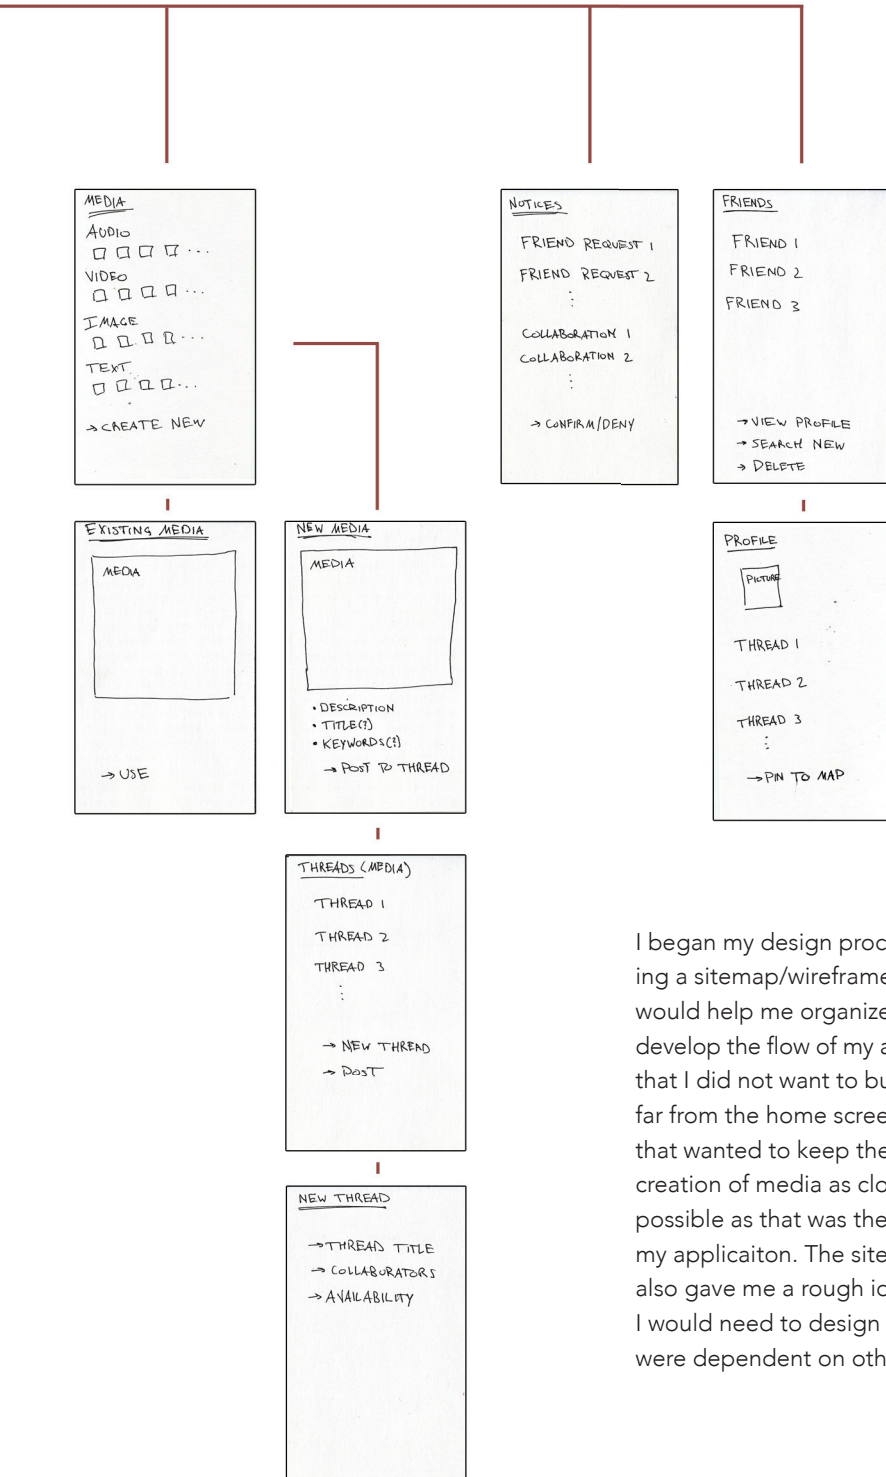 MEDIA
AUDIO
...
VIDEO
...
IMAGE
...
TEXT
...
→ CREATE NEW
NOTICES
FRIEND REQUEST 1
FRIEND REQUEST 2
⋮
COLLABORATION 1
COLLABORATION 2
⋮
→ CONFIRM/DENY
FRIENDS
FRIEND 1
FRIEND 2
FRIEND 3
→ VIEW PROFILE
→ SEARCH NEW
→ DELETE
EXISTING MEDIA
MEDIA
→ USE
NEW MEDIA
MEDIA
• DESCRIPTION
• TITLE(?)
• KEYWORDS(?)
→ POST TO THREAD
PROFILE
PICTURE
THREAD 1
THREAD 2
THREAD 3
⋮
→ PIN TO MAP
THREADS (MEDIA)
THREAD 1
THREAD 2
THREAD 3
⋮
→ NEW THREAD
→ POST
NEW THREAD
→ THREAD TITLE
→ COLLABORATORS
→ AVAILABILITY
I began my design proc
ing a sitemap/wireframe
would help me organize
develop the flow of my a
that I did not want to bu
far from the home scree
that wanted to keep the
creation of media as clo
possible as that was the
my applicaiton. The site
also gave me a rough id
I would need to design
were dependent on oth